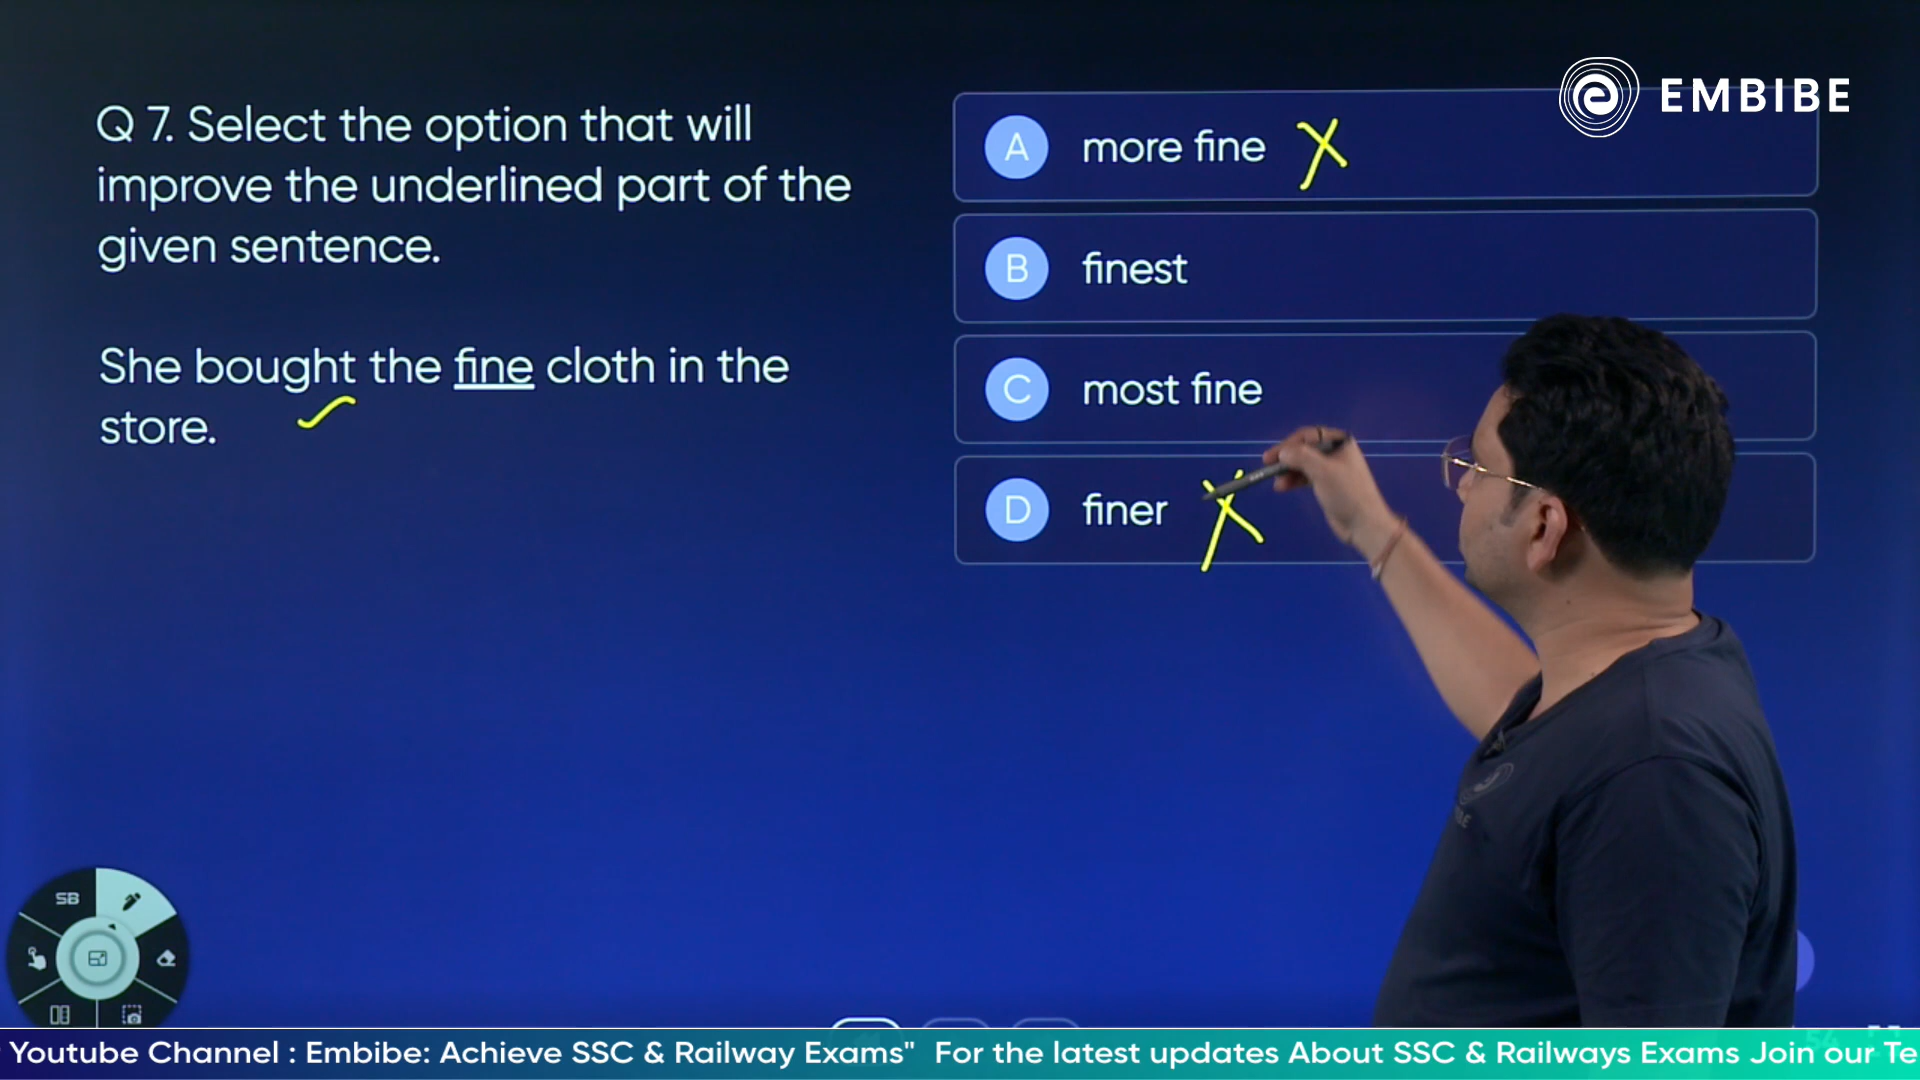 EMBIBE
Q 7. Select the option that will
improve the underlined part of the
given sentence.
She bought the fine cloth in the
store.
A more fine
B finest
C most fine
D finer
SB
Youtube Channel : Embibe: Achieve SSC & Railway Exams" For the latest updates About SSC & Railways Exams Join our Te